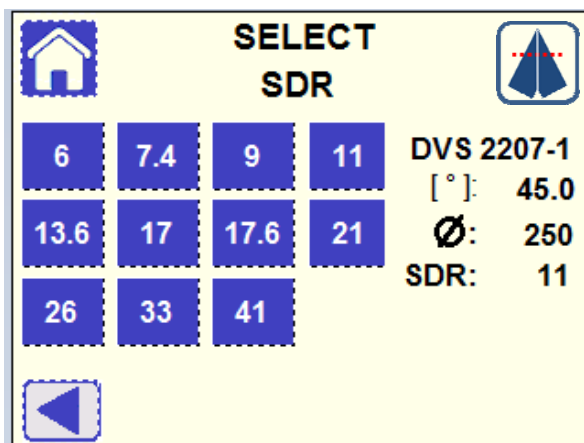 SELECT
SDR
6 7.4 9 11
13.6 17 17.6 21
26 33 41
DVS 2207-1
[ ° ]: 45.0
Ø: 250
SDR: 11